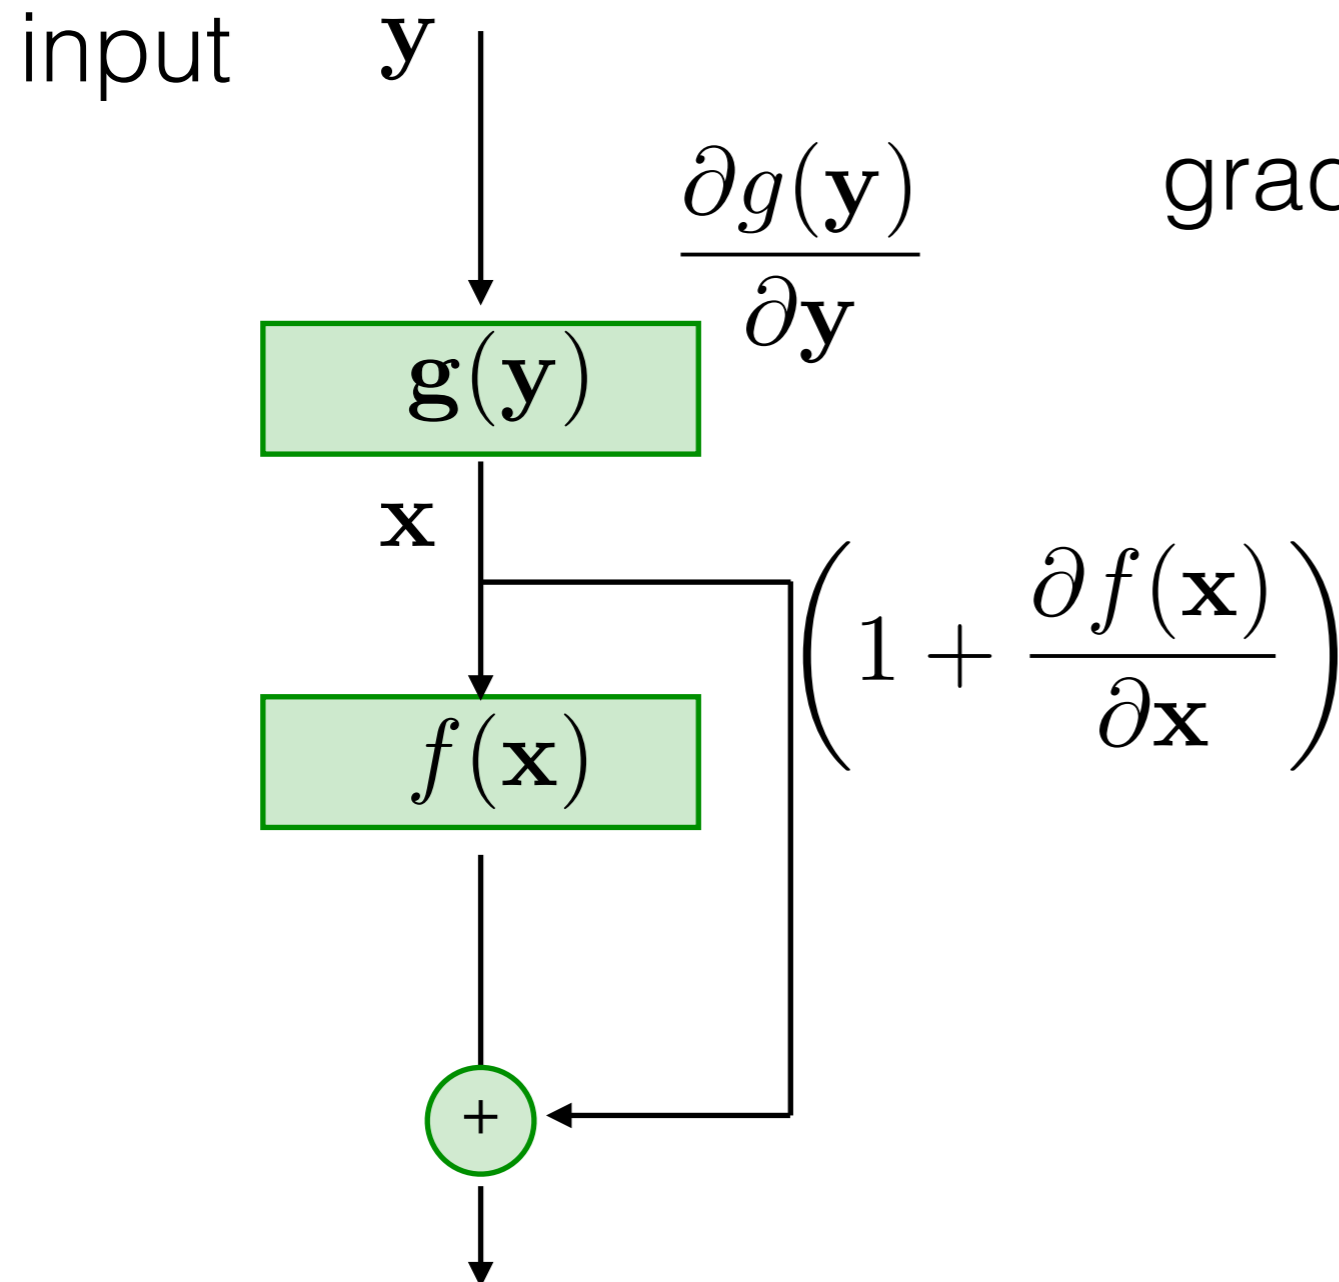 input
y
∂g(y)
∂y
g(y)
x
(1 + ∂f(x)
∂x)
f(x)
+